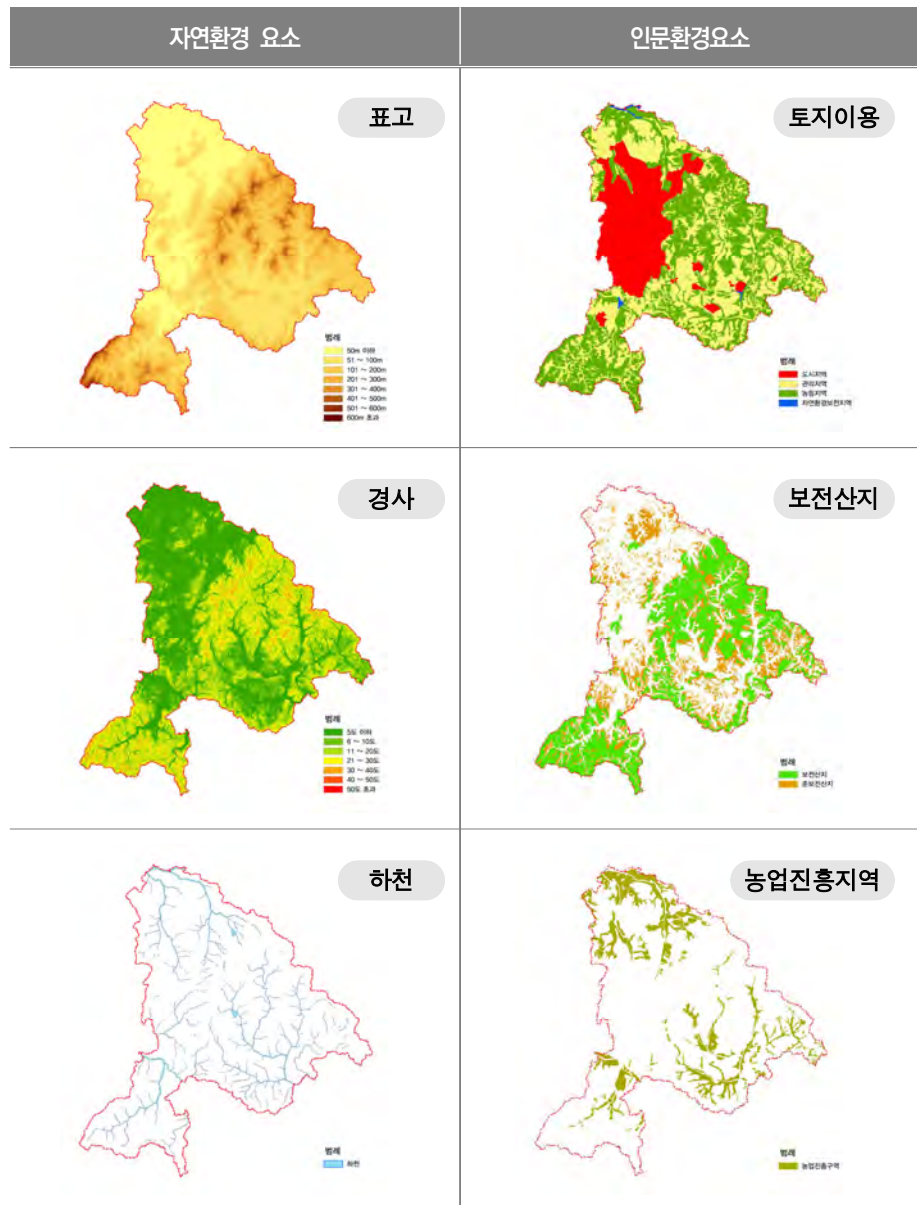 자연환경 요소
인문환경요소
표고
범례
50m 이하
51 ~ 100m
101 ~ 200m
201 ~ 300m
301 ~ 400m
401 ~ 500m
501 ~ 600m
600m 초과
토지이용
범례
도시지역
관리지역
농림지역
자연환경보전지역
경사
범례
5도 이하
6 ~ 10도
11 ~ 20도
21 ~ 30도
30 ~ 40도
40 ~ 50도
50도 초과
보전산지
범례
보전산지
준보전산지
하천
범례
하천
농업진흥지역
범례
농업진흥구역